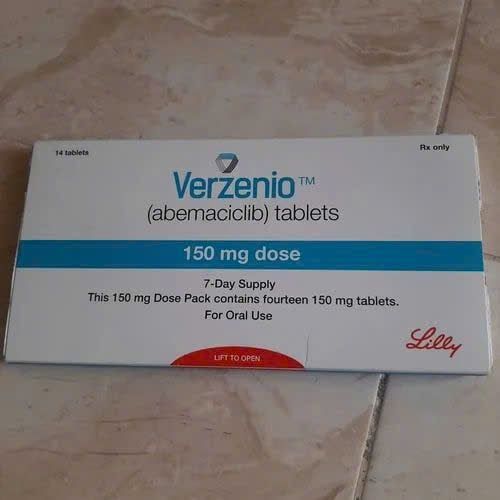 14 tablets
Rx only
Verzenio™
(abemaciclib) tablets
150 mg dose
7-Day Supply
This 150 mg Dose Pack contains fourteen 150 mg tablets.
For Oral Use
Lilly
LIFT TO OPEN